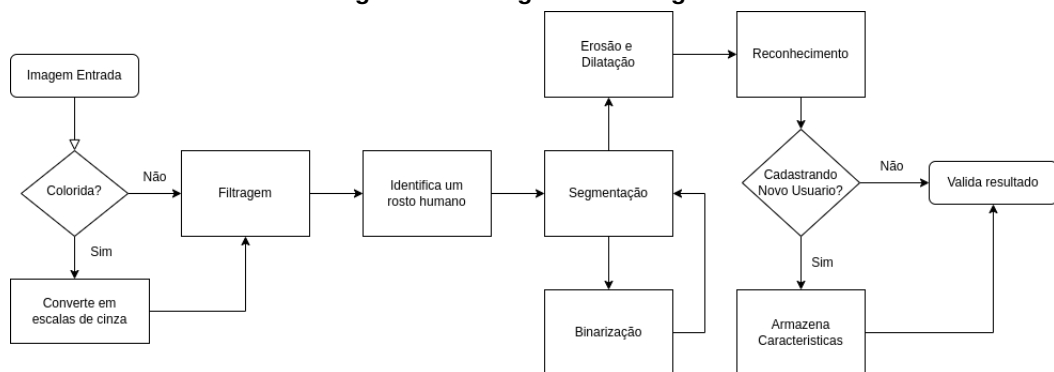 Imagem Entrada
Colorida?
Não
Sim
Converte em
escalas de cinza
Filtragem
Identifica um
rosto humano
Segmentação
Binarização
Erosão e
Dilatação
Reconhecimento
Cadastrando
Novo Usuario?
Não
Sim
Armazena
Caracteristicas
Valida resultado